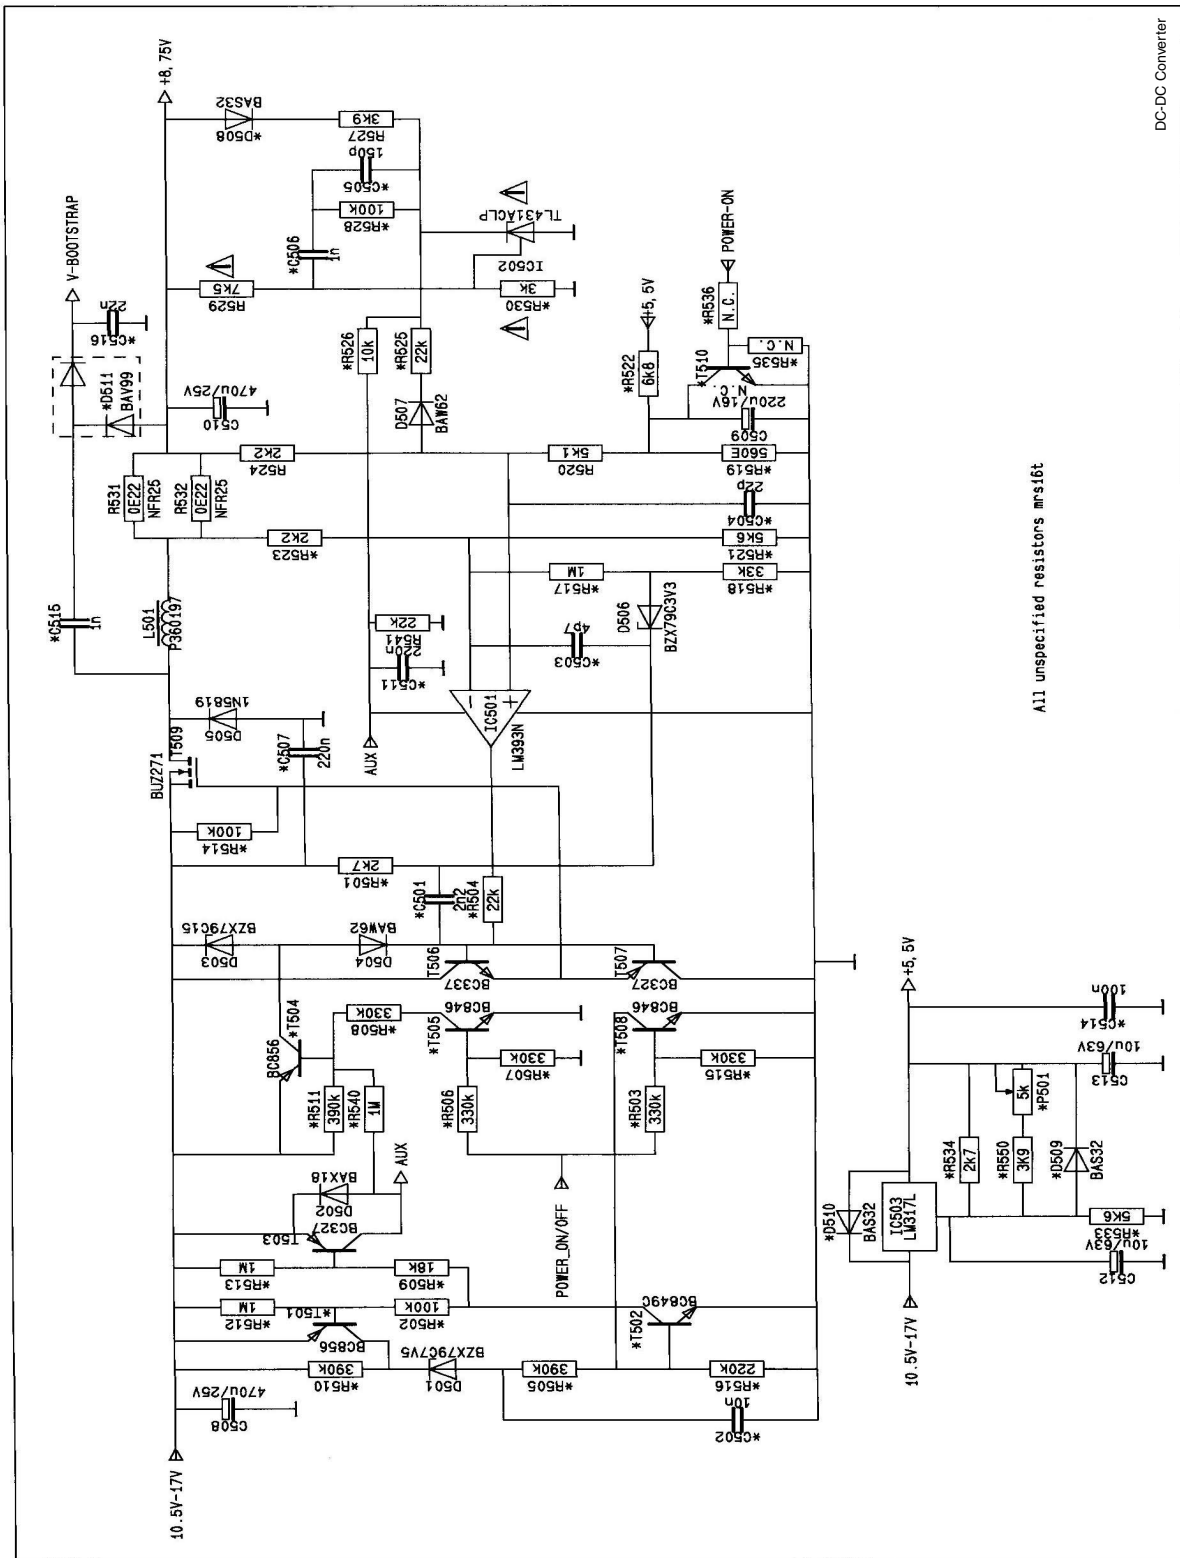 DC-DC Converter
10.5V-17V
C508
470u/25V
*R510
390k
BC856
*T501
*R512
1M
*R502
100k
*R513
1M
*R509
18k
T503
BC327
D502
BAX18
AUX
D501
BZX79C7V5
*R505
390k
*C502
10n
*R516
220k
*T502
BC849C
POWER_ON/OFF
*R511
390k
*R540
1M
*R506
330k
*R503
330k
BC856
*T504
*R508
330k
*T505
BC846
*R507
330k
*T508
BC846
*R515
330k
D503
BZX79C15
D504
BAW62
T506
BC337
T507
BC327
*R501
2K7
*C501
2n2
*R504
22k
*R514
100k
BUZ271
T509
*C507
220n
D505
1N5819
AUX
*C511
220n
R541
22k
IC501
LM393N
*C503
4p7
D506
BZX79C3V3
*R517
1M
*R518
33k
*C515
1n
L501
P360197
*R523
2k2
*R521
5k6
*C504
22p
R531
0E22
NFR25
R532
0E22
NFR25
R524
2k2
R520
5k1
*R519
560E
C509
220u/16V
*R522
6k8
+5,5V
*T510
N.C.
*R535
N.C.
*R536
N.C.
POWER-ON
D507
BAW62
*R525
22k
*R526
10k
C510
470u/25V
*D511
BAV99
*C516
22n
V-BOOTSTRAP
R529
7K5
*C506
1n
*R530
3k
IC502
TL431ACLP
*R528
100k
*C505
150p
R527
3K9
*D508
BAS32
+8,75V
10.5V-17V
*D510
BAS32
IC503
LM317L
C512
10u/63V
*R533
5K6
*R534
2k7
*R550
3K9
*P501
5k
*D509
BAS32
C513
10u/63V
*C514
100n
+5,5V
All unspecified resistors mrs16t